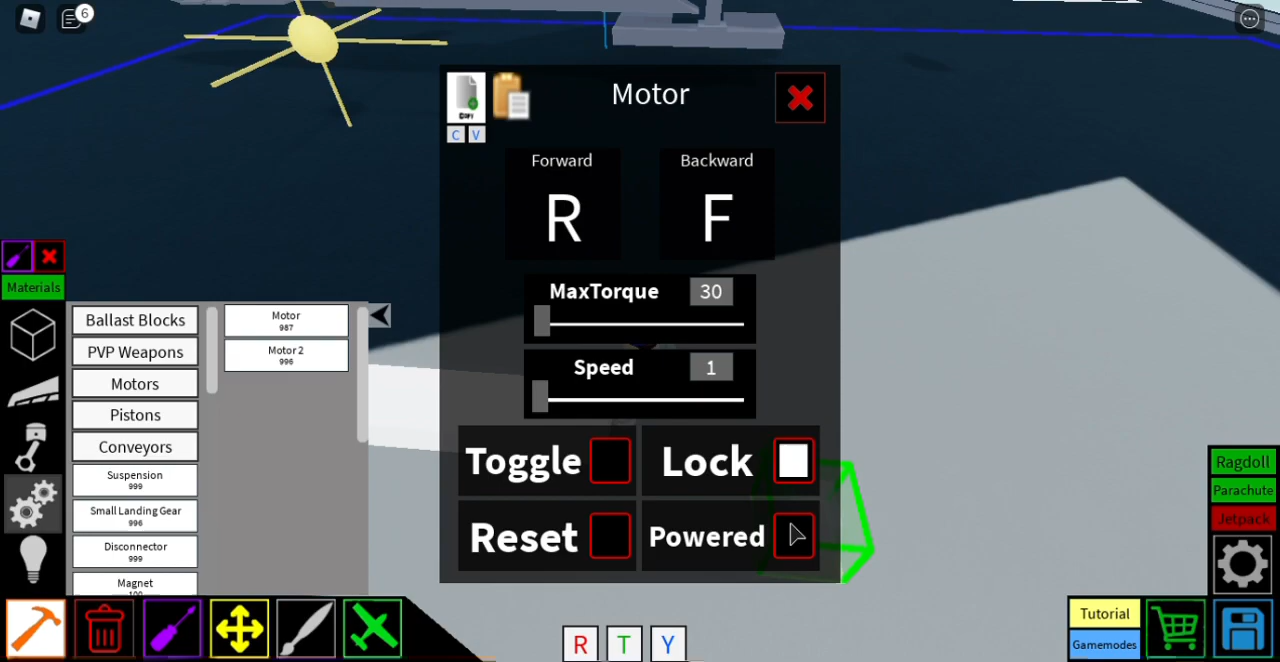 6
Motor
Copy
C V
Forward
Backward
R
F
MaxTorque 30
Speed 1
Toggle
Lock
Reset
Powered
Materials
Ballast Blocks
PVP Weapons
Motors
Pistons
Conveyors
Suspension
999
Small Landing Gear
996
Disconnector
999
Magnet
100
Motor
987
Motor 2
996
Ragdoll
Parachute
Jetpack
Tutorial
Gamemodes
R T Y